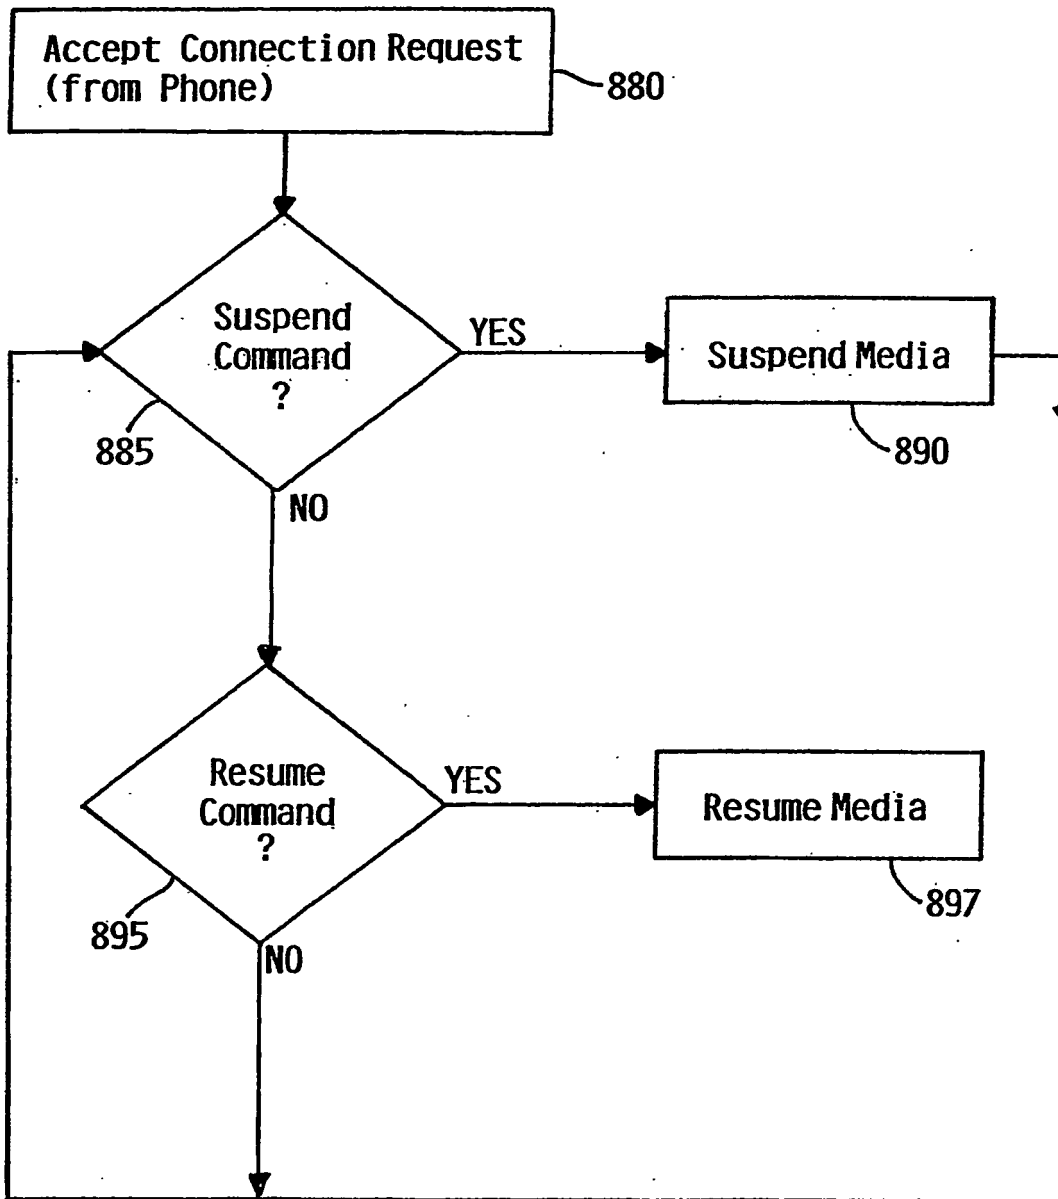 Accept Connection Request
(from Phone)
880
Suspend
Command
?
YES
Suspend Media
885
890
NO
Resume
Command
?
YES
Resume Media
895
897
NO